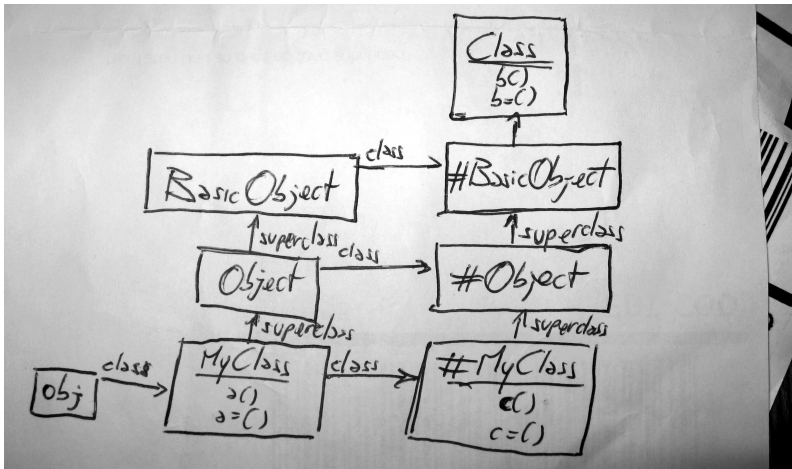 Class
b()
b=()
class
BasicObject
#BasicObject
superclass
superclass
class
Object
#Object
superclass
superclass
class
MyClass
a()
a=()
class
#MyClass
c()
c=()
obj